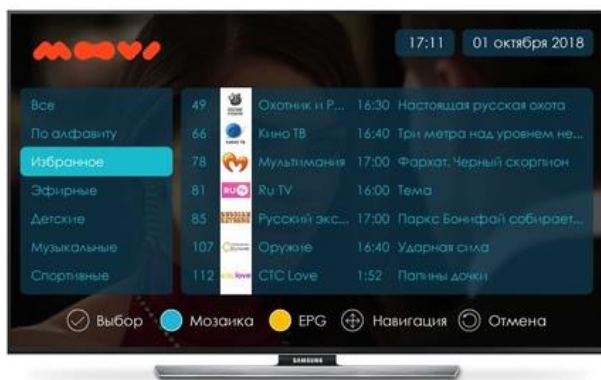 MOOVI
17:11 01 октября 2018
Все
По алфавиту
Избранное
Эфирные
Детские
Музыкальные
Спортивные
49 Охотник и Р... 16:30 Настоящая русская охота
66 Кино ТВ 16:40 Три метра над уровнем не...
78 Мультимания 17:00 Фархат. Черный скорпион
81 RU Ru TV 16:00 Тема
85 Русский экс... 17:00 Паркс Бонифай собирает...
107 Оружие 16:40 Ударная сила
112 love СТС Love 1:52 Папины дочки
Выбор Мозаика EPG Навигация Отмена
SAMSUNG